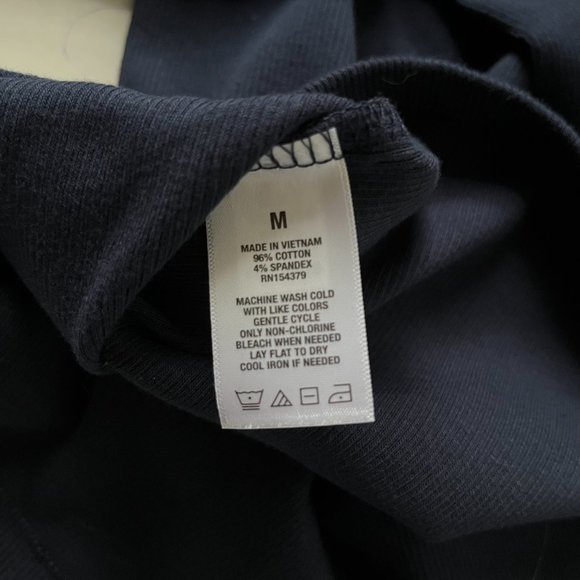 M
MADE IN VIETNAM
96% COTTON
4% SPANDEX
RN154379
MACHINE WASH COLD
WITH LIKE COLORS
GENTLE CYCLE
ONLY NON-CHLORINE
BLEACH WHEN NEEDED
LAY FLAT TO DRY
COOL IRON IF NEEDED